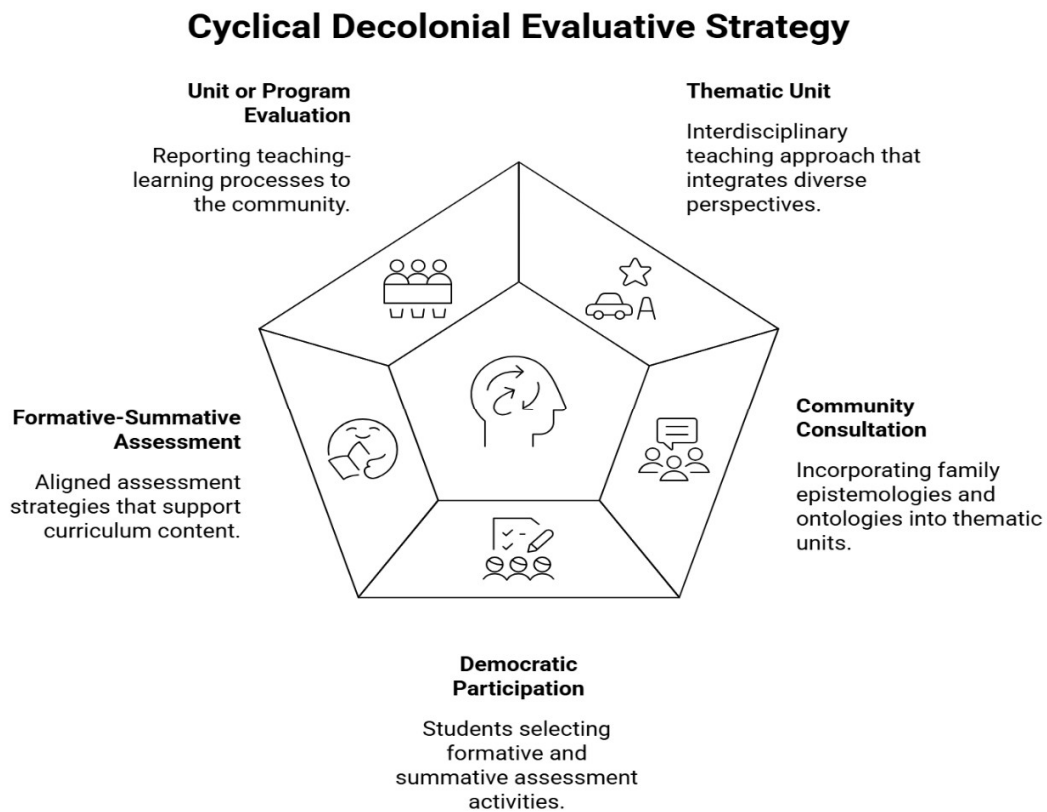 Cyclical Decolonial Evaluative Strategy
Unit or Program
Evaluation
Reporting teaching-
learning processes to
the community.
Thematic Unit
Interdisciplinary
teaching approach that
integrates diverse
perspectives.
Formative-Summative
Assessment
Aligned assessment
strategies that support
curriculum content.
Community
Consultation
Incorporating family
epistemologies and
ontologies into thematic
units.
Democratic
Participation
Students selecting
formative and
summative assessment
activities.